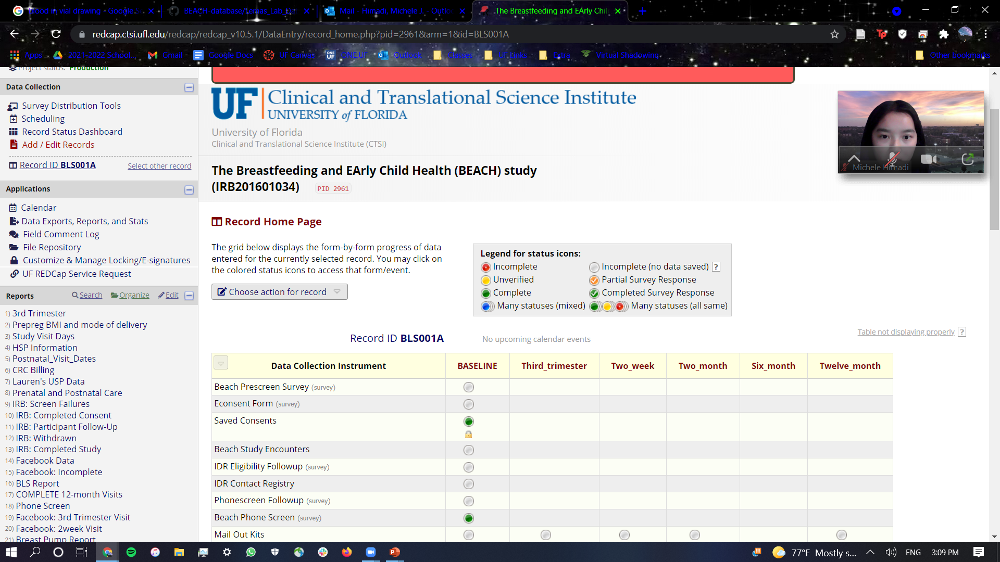 blood in vial drawing - Google S
BEACH-database/Lemas_Lab_Da
Mail - Himadi, Michele J. - Outlo
The Breastfeeding and EArly Chil
redcap.ctsi.ufl.edu/redcap/redcap_v10.5.1/DataEntry/record_home.php?pid=2961&arm=1&id=BLS001A
Apps
2021-2022 School...
Gmail
Google Docs
UF Canvas
ONE.UF
Outlook
Classes
UF Links
Extra
Virtual Shadowing
Other bookmarks
Project status: Production
Data Collection
Survey Distribution Tools
Scheduling
Record Status Dashboard
Add / Edit Records
Record ID BLS001A
Select other record
Applications
Calendar
Data Exports, Reports, and Stats
Field Comment Log
File Repository
Customize & Manage Locking/E-signatures
UF REDCap Service Request
Reports Search Organize Edit
1) 3rd Trimester
2) Prepreg BMI and mode of delivery
3) Study Visit Days
4) HSP Information
5) Postnatal_Visit_Dates
6) CRC Billing
7) Lauren's USP Data
8) Prenatal and Postnatal Care
9) IRB: Screen Failures
10) IRB: Completed Consent
11) IRB: Participant Follow-Up
12) IRB: Withdrawn
13) IRB: Completed Study
14) Facebook Data
15) Facebook: Incomplete
16) BLS Report
17) COMPLETE 12-month Visits
18) Phone Screen
19) Facebook: 3rd Trimester Visit
20) Facebook: 2week Visit
21) Breast Pump Report
UF Clinical and Translational Science Institute
UNIVERSITY of FLORIDA
University of Florida
Clinical and Translational Science Institute (CTSI)
The Breastfeeding and EArly Child Health (BEACH) study
(IRB201601034) PID 2961
Michele Himadi
Record Home Page
The grid below displays the form-by-form progress of data
entered for the currently selected record. You may click on
the colored status icons to access that form/event.
Choose action for record
Legend for status icons:
Incomplete
Incomplete (no data saved) ?
Unverified
Partial Survey Response
Complete
Completed Survey Response
Many statuses (mixed)
Many statuses (all same)
Table not displaying properly ?
Record ID BLS001A
No upcoming calendar events
Data Collection Instrument BASELINE Third_trimester Two_week Two_month Six_month Twelve_month
Beach Prescreen Survey (survey)
Econsent Form (survey)
Saved Consents
Beach Study Encounters
IDR Eligibility Followup (survey)
IDR Contact Registry
Phonescreen Followup (survey)
Beach Phone Screen (survey)
Mail Out Kits
77°F Mostly s...
ENG
3:09 PM